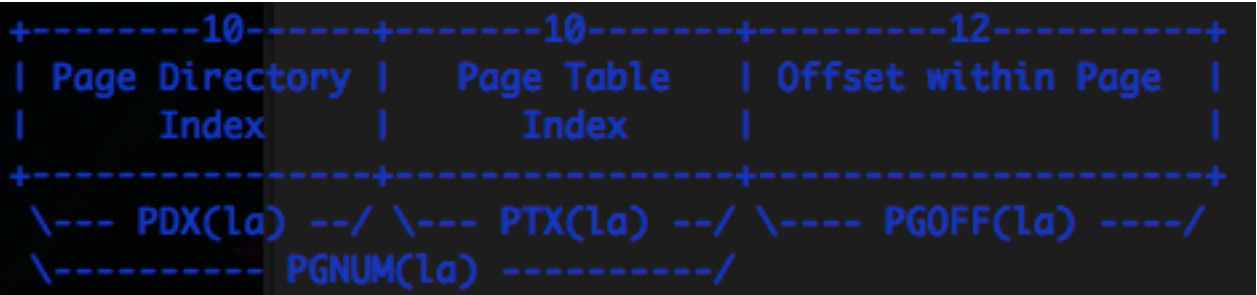 +--------10------+-------10-------+---------12----------+
| Page Directory |   Page Table   | Offset within Page  |
|      Index     |      Index     |                     |
+----------------+----------------+---------------------+
 \--- PDX(la) --/ \--- PTX(la) --/ \---- PGOFF(la) ----/
 \---------- PGNUM(la) ----------/